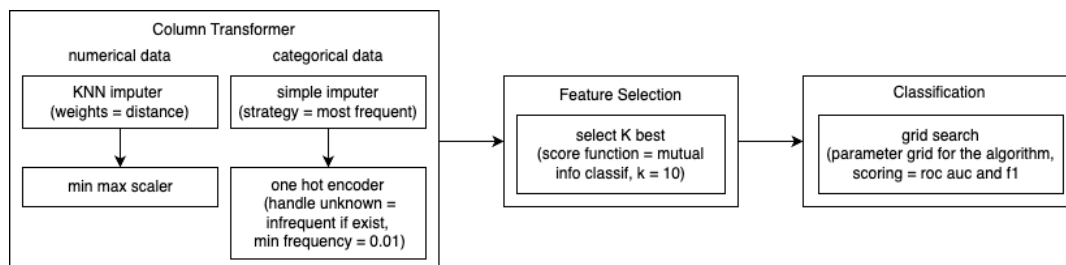 Column Transformer
numerical data
categorical data
KNN imputer
(weights = distance)
min max scaler
simple imputer
(strategy = most frequent)
one hot encoder
(handle unknown =
infrequent if exist,
min frequency = 0.01)
Feature Selection
select K best
(score function = mutual
info classif, k = 10)
Classification
grid search
(parameter grid for the algorithm,
scoring = roc auc and f1